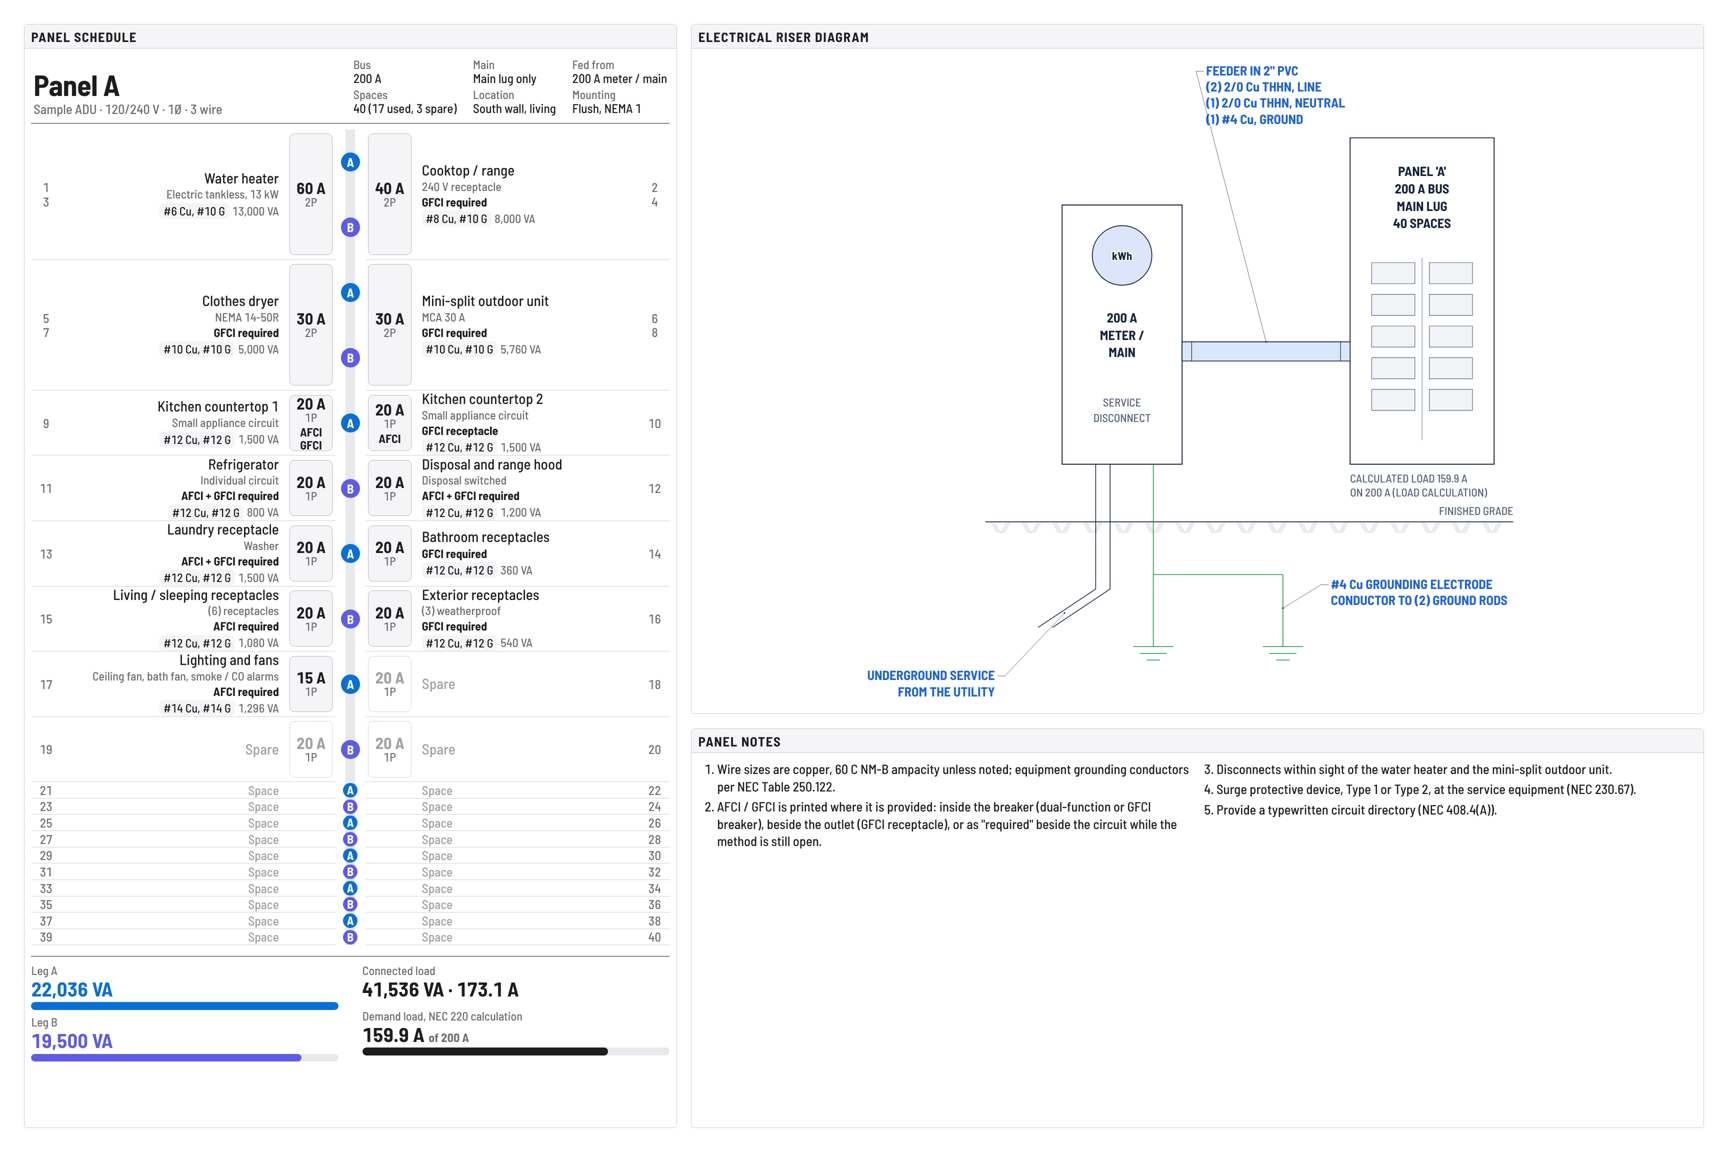 PANEL SCHEDULE
Panel A
Sample ADU · 120/240 V · 1Ø · 3 wire
Bus
200 A
Main
Main lug only
Fed from
200 A meter / main
Spaces
40 (17 used, 3 spare)
Location
South wall, living
Mounting
Flush, NEMA 1
1
3
Water heater
Electric tankless, 13 kW
#6 Cu, #10 G 13,000 VA
60 A
2P
A
B
40 A
2P
Cooktop / range
240 V receptacle
GFCI required
#8 Cu, #10 G 8,000 VA
2
4
5
7
Clothes dryer
NEMA 14-50R
GFCI required
#10 Cu, #10 G 5,000 VA
30 A
2P
A
B
30 A
2P
Mini-split outdoor unit
MCA 30 A
GFCI required
#10 Cu, #10 G 5,760 VA
6
8
9
Kitchen countertop 1
Small appliance circuit
#12 Cu, #12 G 1,500 VA
20 A
1P
AFCI
GFCI
A
20 A
1P
AFCI
Kitchen countertop 2
Small appliance circuit
GFCI receptacle
#12 Cu, #12 G 1,500 VA
10
11
Refrigerator
Individual circuit
AFCI + GFCI required
#12 Cu, #12 G 800 VA
20 A
1P
B
20 A
1P
Disposal and range hood
Disposal switched
AFCI + GFCI required
#12 Cu, #12 G 1,200 VA
12
13
Laundry receptacle
Washer
AFCI + GFCI required
#12 Cu, #12 G 1,500 VA
20 A
1P
A
20 A
1P
Bathroom receptacles
GFCI required
#12 Cu, #12 G 360 VA
14
15
Living / sleeping receptacles
(6) receptacles
AFCI required
#12 Cu, #12 G 1,080 VA
20 A
1P
B
20 A
1P
Exterior receptacles
(3) weatherproof
GFCI required
#12 Cu, #12 G 540 VA
16
17
Lighting and fans
Ceiling fan, bath fan, smoke / CO alarms
AFCI required
#14 Cu, #14 G 1,296 VA
15 A
1P
A
20 A
1P
Spare
18
19
Spare
20 A
1P
B
20 A
1P
Spare
20
21 Space A Space 22
23 Space B Space 24
25 Space A Space 26
27 Space B Space 28
29 Space A Space 30
31 Space B Space 32
33 Space A Space 34
35 Space B Space 36
37 Space A Space 38
39 Space B Space 40
Leg A
22,036 VA
Leg B
19,500 VA
Connected load
41,536 VA · 173.1 A
Demand load, NEC 220 calculation
159.9 A of 200 A
ELECTRICAL RISER DIAGRAM
FEEDER IN 2" PVC
(2) 2/0 Cu THHN, LINE
(1) 2/0 Cu THHN, NEUTRAL
(1) #4 Cu, GROUND
PANEL 'A'
200 A BUS
MAIN LUG
40 SPACES
kWh
200 A
METER /
MAIN
SERVICE
DISCONNECT
CALCULATED LOAD 159.9 A
ON 200 A (LOAD CALCULATION)
FINISHED GRADE
#4 Cu GROUNDING ELECTRODE
CONDUCTOR TO (2) GROUND RODS
UNDERGROUND SERVICE
FROM THE UTILITY
PANEL NOTES
1. Wire sizes are copper, 60 C NM-B ampacity unless noted; equipment grounding conductors
per NEC Table 250.122.
2. AFCI / GFCI is printed where it is provided: inside the breaker (dual-function or GFCI
breaker), beside the outlet (GFCI receptacle), or as "required" beside the circuit while the
method is still open.
3. Disconnects within sight of the water heater and the mini-split outdoor unit.
4. Surge protective device, Type 1 or Type 2, at the service equipment (NEC 230.67).
5. Provide a typewritten circuit directory (NEC 408.4(A)).